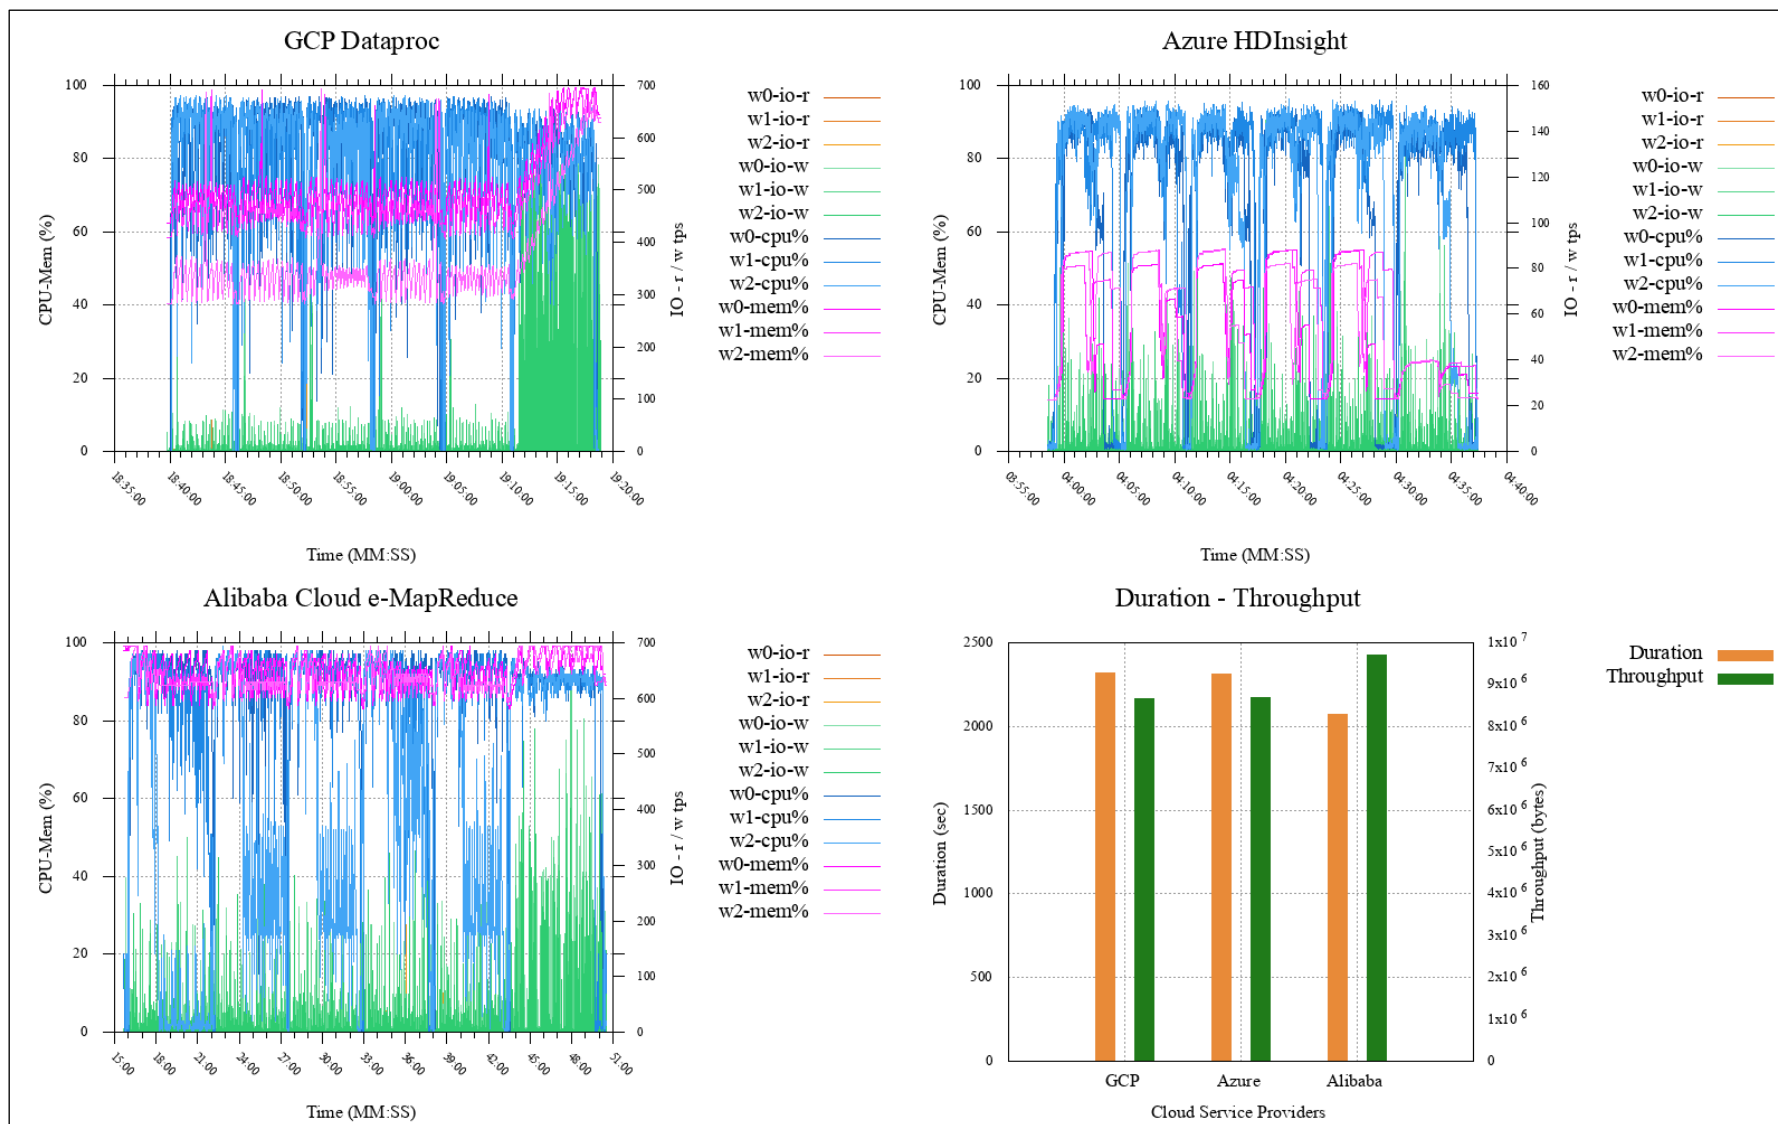 GCP Dataproc
CPU-Mem (%)
100
80
60
40
20
0
700
600
500
400
300
200
100
0
IO - r / w tps
18:35:00
18:40:00
18:45:00
18:50:00
18:55:00
19:00:00
19:05:00
19:10:00
19:15:00
19:20:00
Time (MM:SS)
w0-io-r
w1-io-r
w2-io-r
w0-io-w
w1-io-w
w2-io-w
w0-cpu%
w1-cpu%
w2-cpu%
w0-mem%
w1-mem%
w2-mem%
Azure HDInsight
CPU-Mem (%)
100
80
60
40
20
0
160
140
120
100
80
60
40
20
0
IO - r / w tps
03:55:00
04:00:00
04:05:00
04:10:00
04:15:00
04:20:00
04:25:00
04:30:00
04:35:00
04:40:00
Time (MM:SS)
w0-io-r
w1-io-r
w2-io-r
w0-io-w
w1-io-w
w2-io-w
w0-cpu%
w1-cpu%
w2-cpu%
w0-mem%
w1-mem%
w2-mem%
Alibaba Cloud e-MapReduce
CPU-Mem (%)
100
80
60
40
20
0
700
600
500
400
300
200
100
0
IO - r / w tps
15:00
18:00
21:00
24:00
27:00
30:00
33:00
36:00
39:00
42:00
45:00
48:00
51:00
Time (MM:SS)
w0-io-r
w1-io-r
w2-io-r
w0-io-w
w1-io-w
w2-io-w
w0-cpu%
w1-cpu%
w2-cpu%
w0-mem%
w1-mem%
w2-mem%
Duration - Throughput
Duration (sec)
2500
2000
1500
1000
500
0
1x10 7
9x10 6
8x10 6
7x10 6
6x10 6
5x10 6
4x10 6
3x10 6
2x10 6
1x10 6
0
Throughput (bytes)
GCP
Azure
Alibaba
Cloud Service Providers
Duration
Throughput